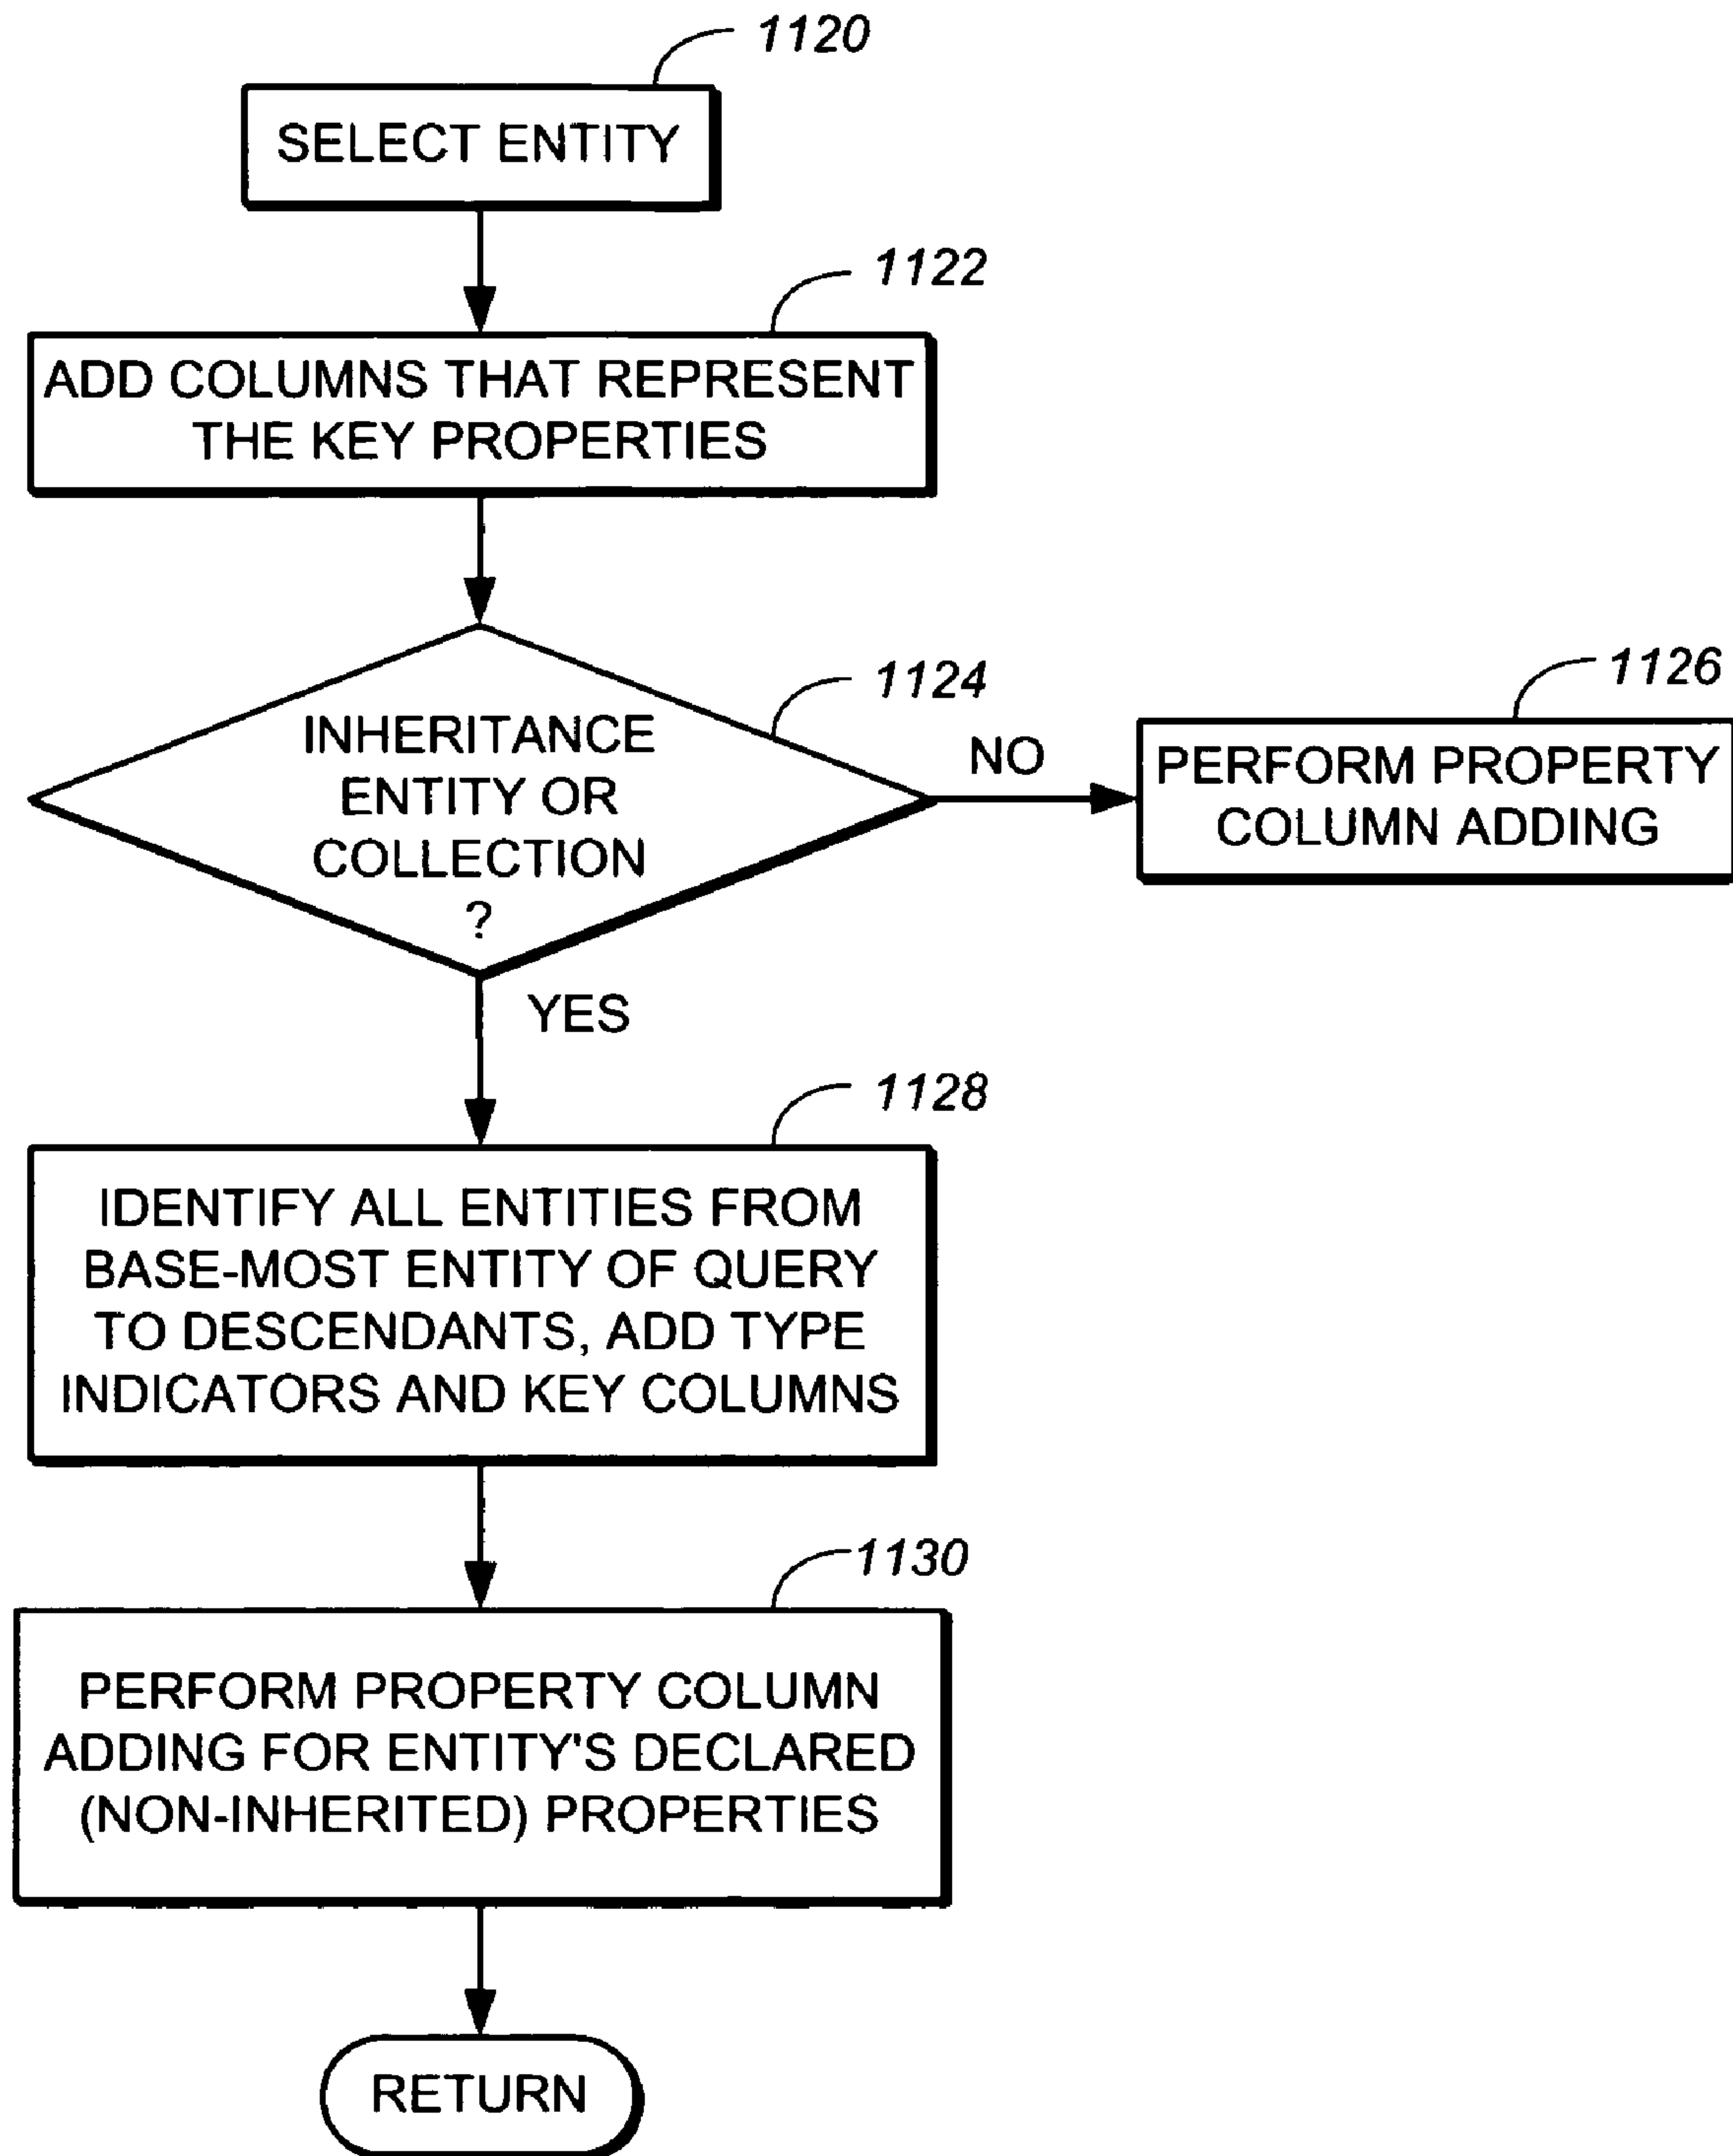 1120
SELECT ENTITY
1122
ADD COLUMNS THAT REPRESENT
THE KEY PROPERTIES
1124
INHERITANCE
ENTITY OR
COLLECTION
?
NO
1126
PERFORM PROPERTY
COLUMN ADDING
YES
1128
IDENTIFY ALL ENTITIES FROM
BASE-MOST ENTITY OF QUERY
TO DESCENDANTS, ADD TYPE
INDICATORS AND KEY COLUMNS
1130
PERFORM PROPERTY COLUMN
ADDING FOR ENTITY'S DECLARED
(NON-INHERITED) PROPERTIES
RETURN